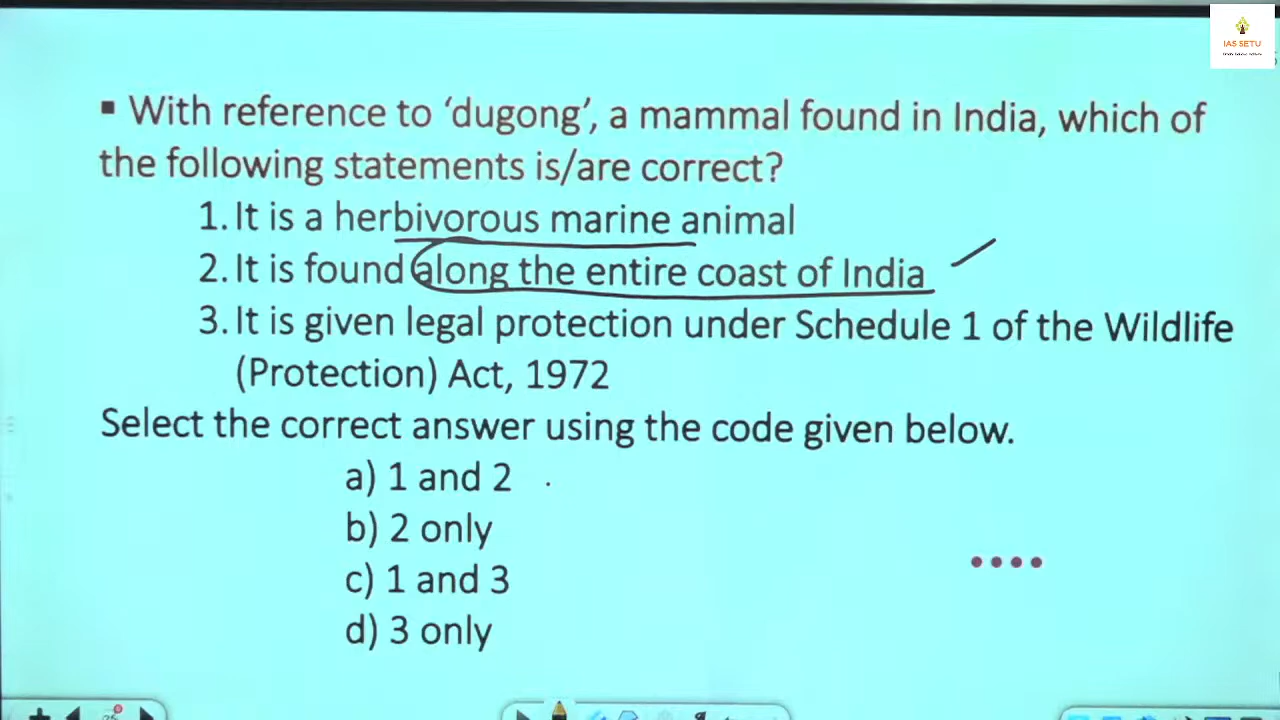 IAS SETU
▪ With reference to ‘dugong’, a mammal found in India, which of
the following statements is/are correct?
1. It is a herbivorous marine animal
2. It is found along the entire coast of India
3. It is given legal protection under Schedule 1 of the Wildlife
(Protection) Act, 1972
Select the correct answer using the code given below.
a) 1 and 2
b) 2 only
c) 1 and 3
d) 3 only